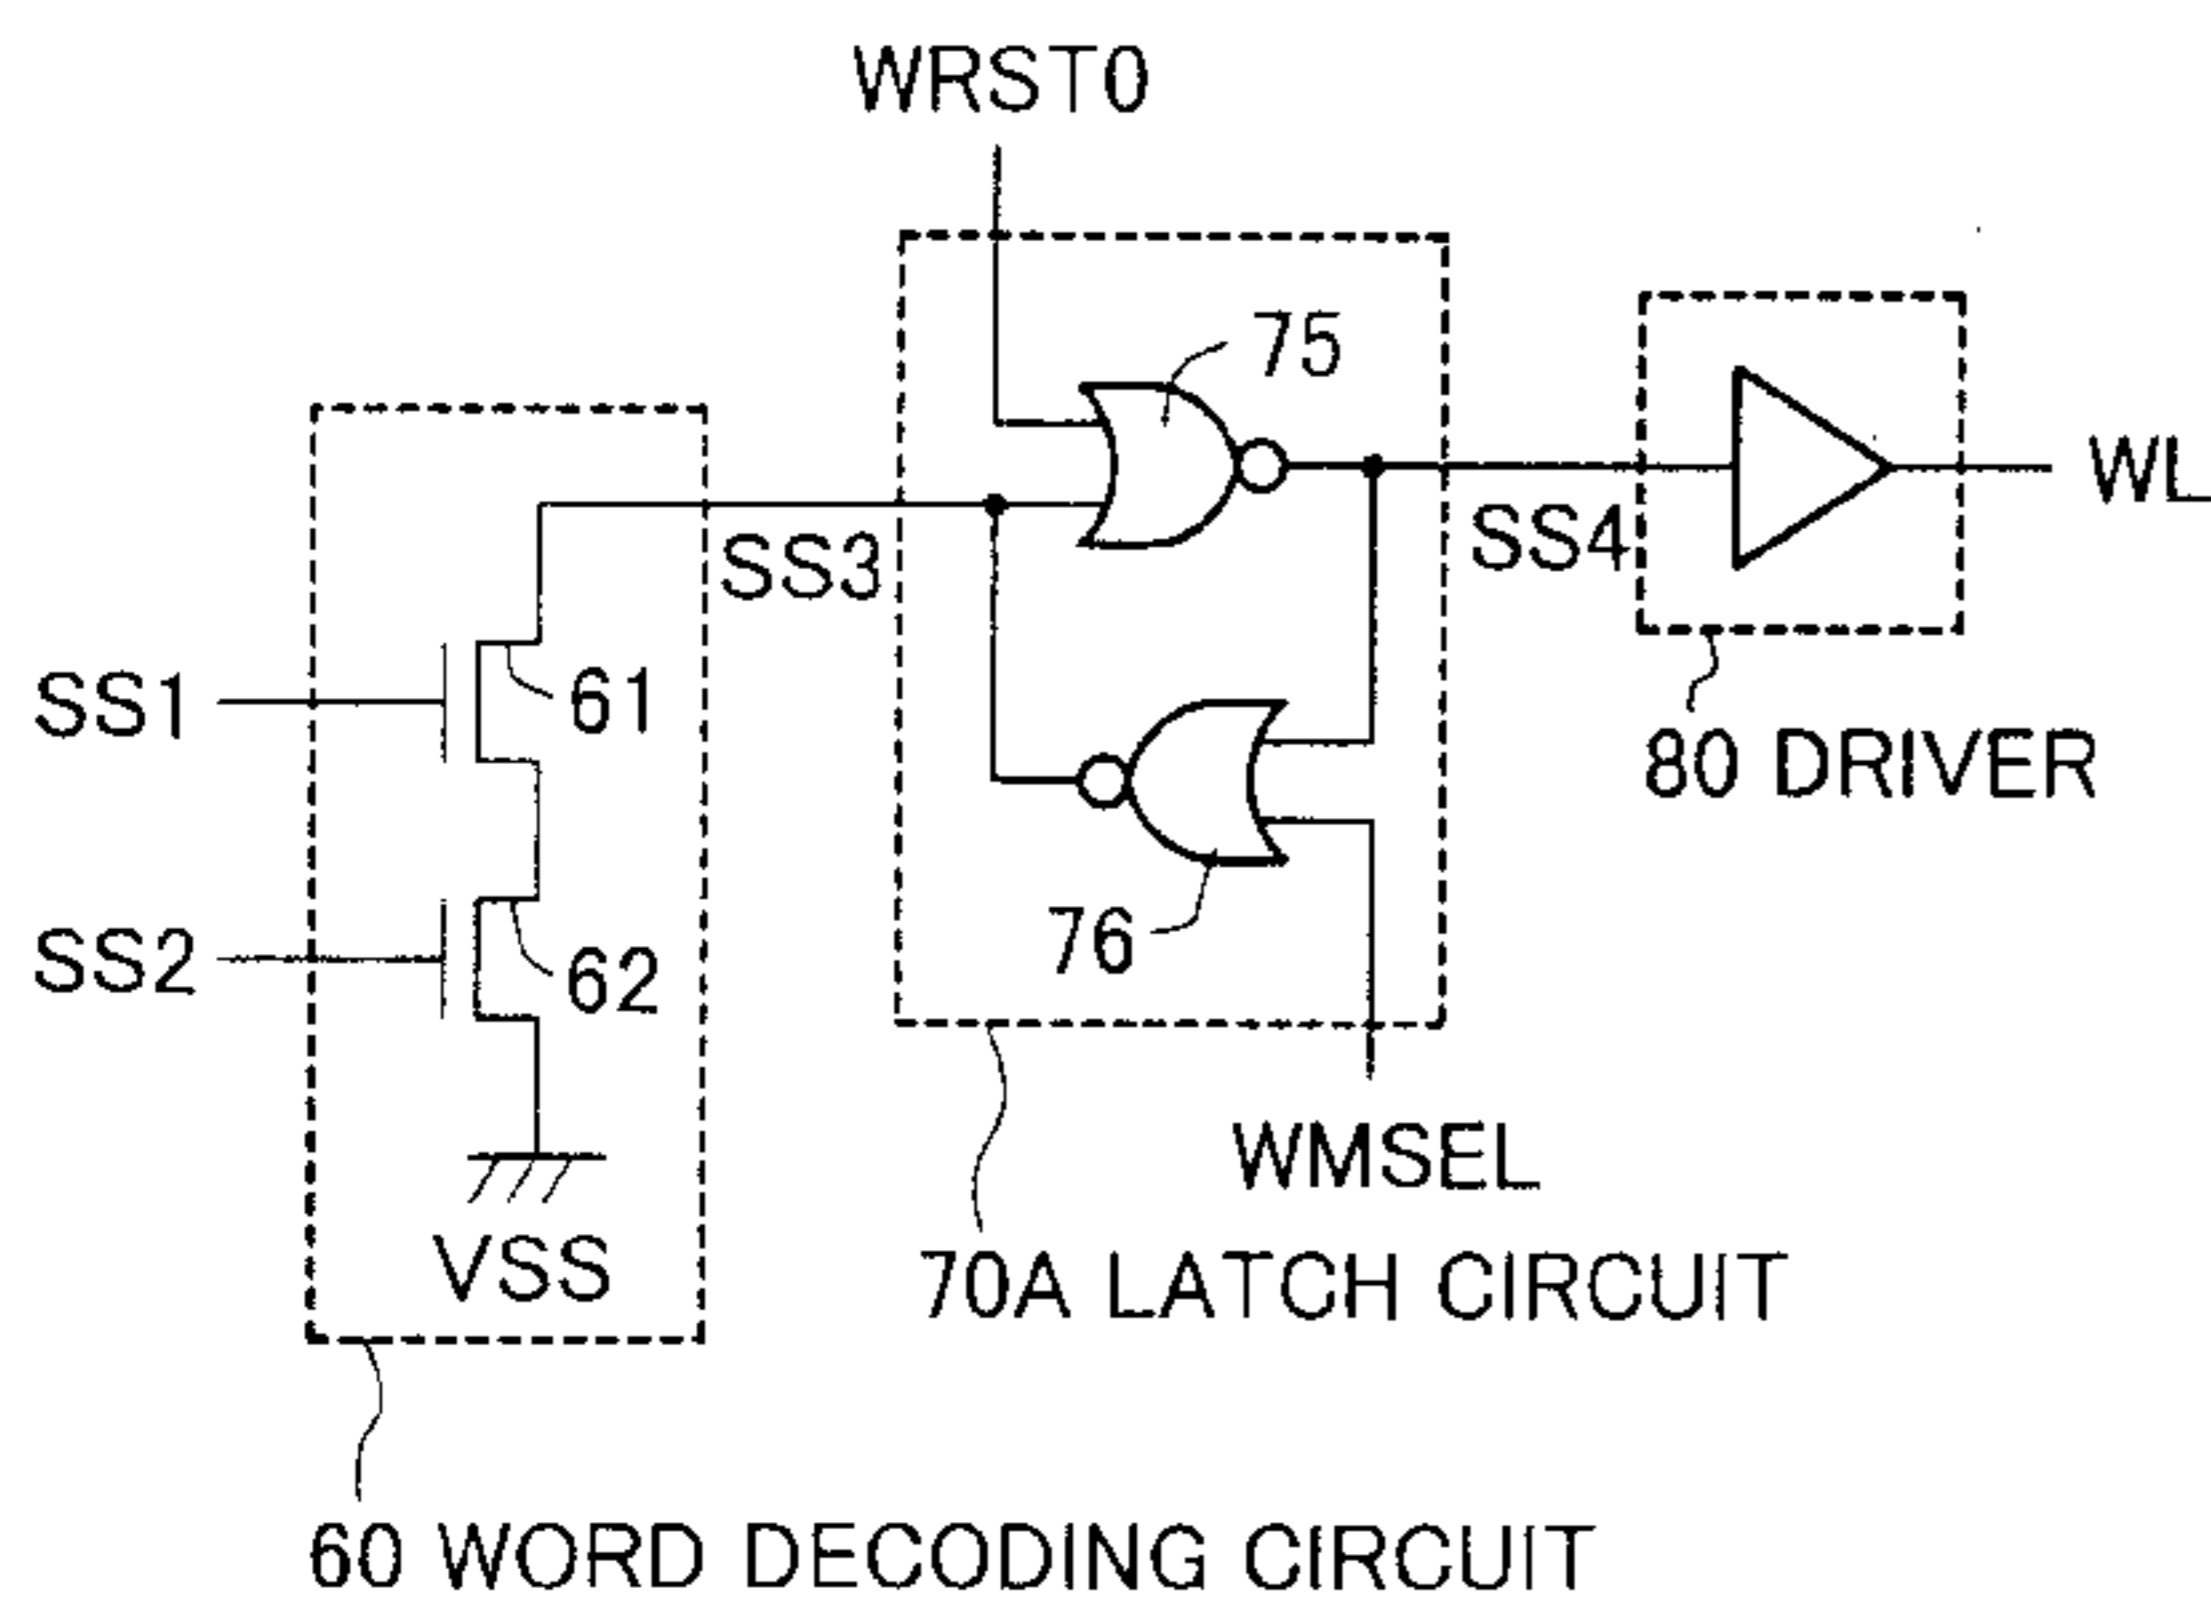 WRST0
75
WL
SS3
SS4
SS1
61
80 DRIVER
SS2
62
76
WMSEL
VSS
70A LATCH CIRCUIT
60 WORD DECODING CIRCUIT